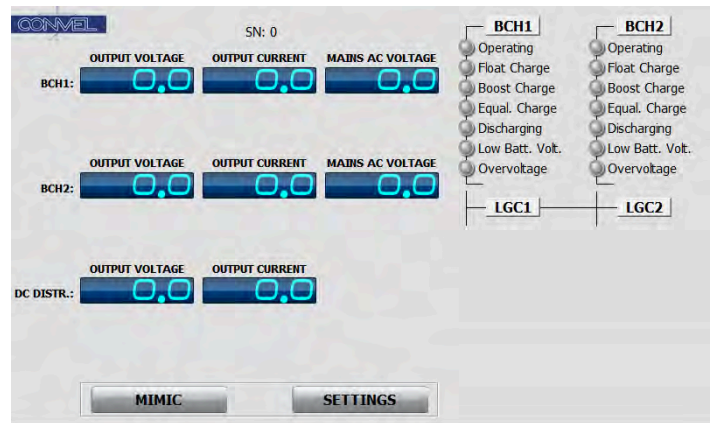 CONVEL
SN: 0
OUTPUT VOLTAGE OUTPUT CURRENT MAINS AC VOLTAGE
BCH1: 0.0 0.0 0.0
OUTPUT VOLTAGE OUTPUT CURRENT MAINS AC VOLTAGE
BCH2: 0.0 0.0 0.0
OUTPUT VOLTAGE OUTPUT CURRENT
DC DISTR.: 0.0 0.0
MIMIC SETTINGS
BCH1
Operating
Float Charge
Boost Charge
Equal. Charge
Discharging
Low Batt. Volt.
Overvoltage
LGC1
BCH2
Operating
Float Charge
Boost Charge
Equal. Charge
Discharging
Low Batt. Volt.
Overvoltage
LGC2